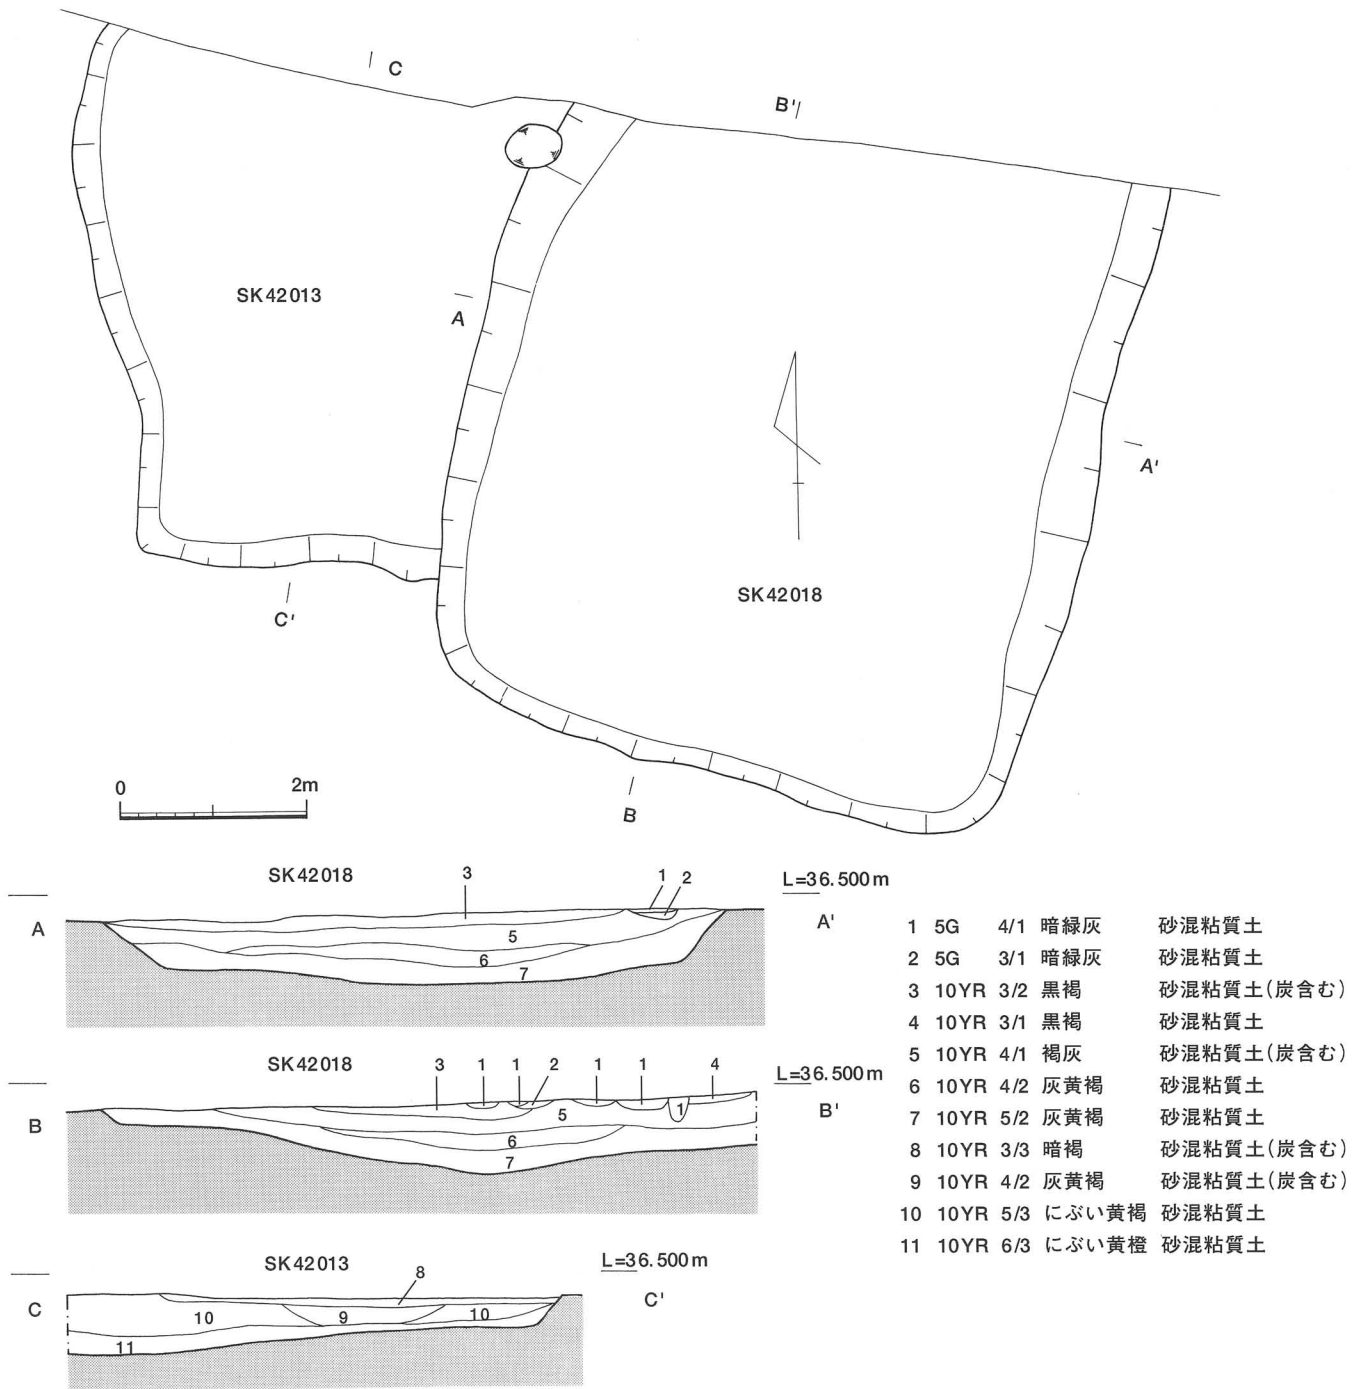 C
B'
SK42013
A
A'
SK42018
C'
B
0 2m
SK42018 3 1 2 L=36.500m
A A'
5
6
7
SK42018 3 1 1 2 1 1 4 L=36.500m
B B'
5 1
6
7
SK42013 8 L=36.500m
C C'
10 9 10
11
1 5G 4/1 暗緑灰 砂混粘質土
2 5G 3/1 暗緑灰 砂混粘質土
3 10YR 3/2 黒褐 砂混粘質土(炭含む)
4 10YR 3/1 黒褐 砂混粘質土
5 10YR 4/1 褐灰 砂混粘質土(炭含む)
6 10YR 4/2 灰黄褐 砂混粘質土
7 10YR 5/2 灰黄褐 砂混粘質土
8 10YR 3/3 暗褐 砂混粘質土(炭含む)
9 10YR 4/2 灰黄褐 砂混粘質土(炭含む)
10 10YR 5/3 にぶい黄褐 砂混粘質土
11 10YR 6/3 にぶい黄橙 砂混粘質土